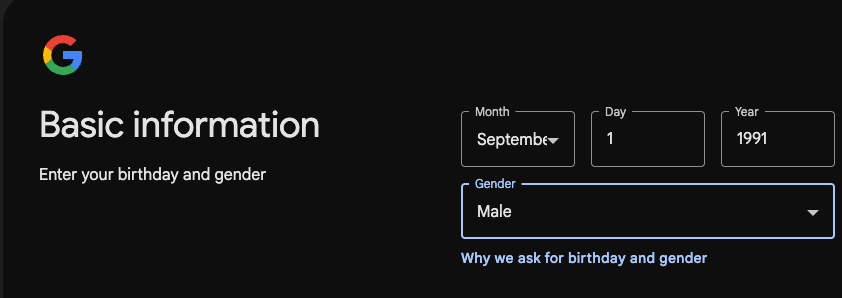 Basic information
Enter your birthday and gender
Month
Septembe
Day
1
Year
1991
Gender
Male
Why we ask for birthday and gender